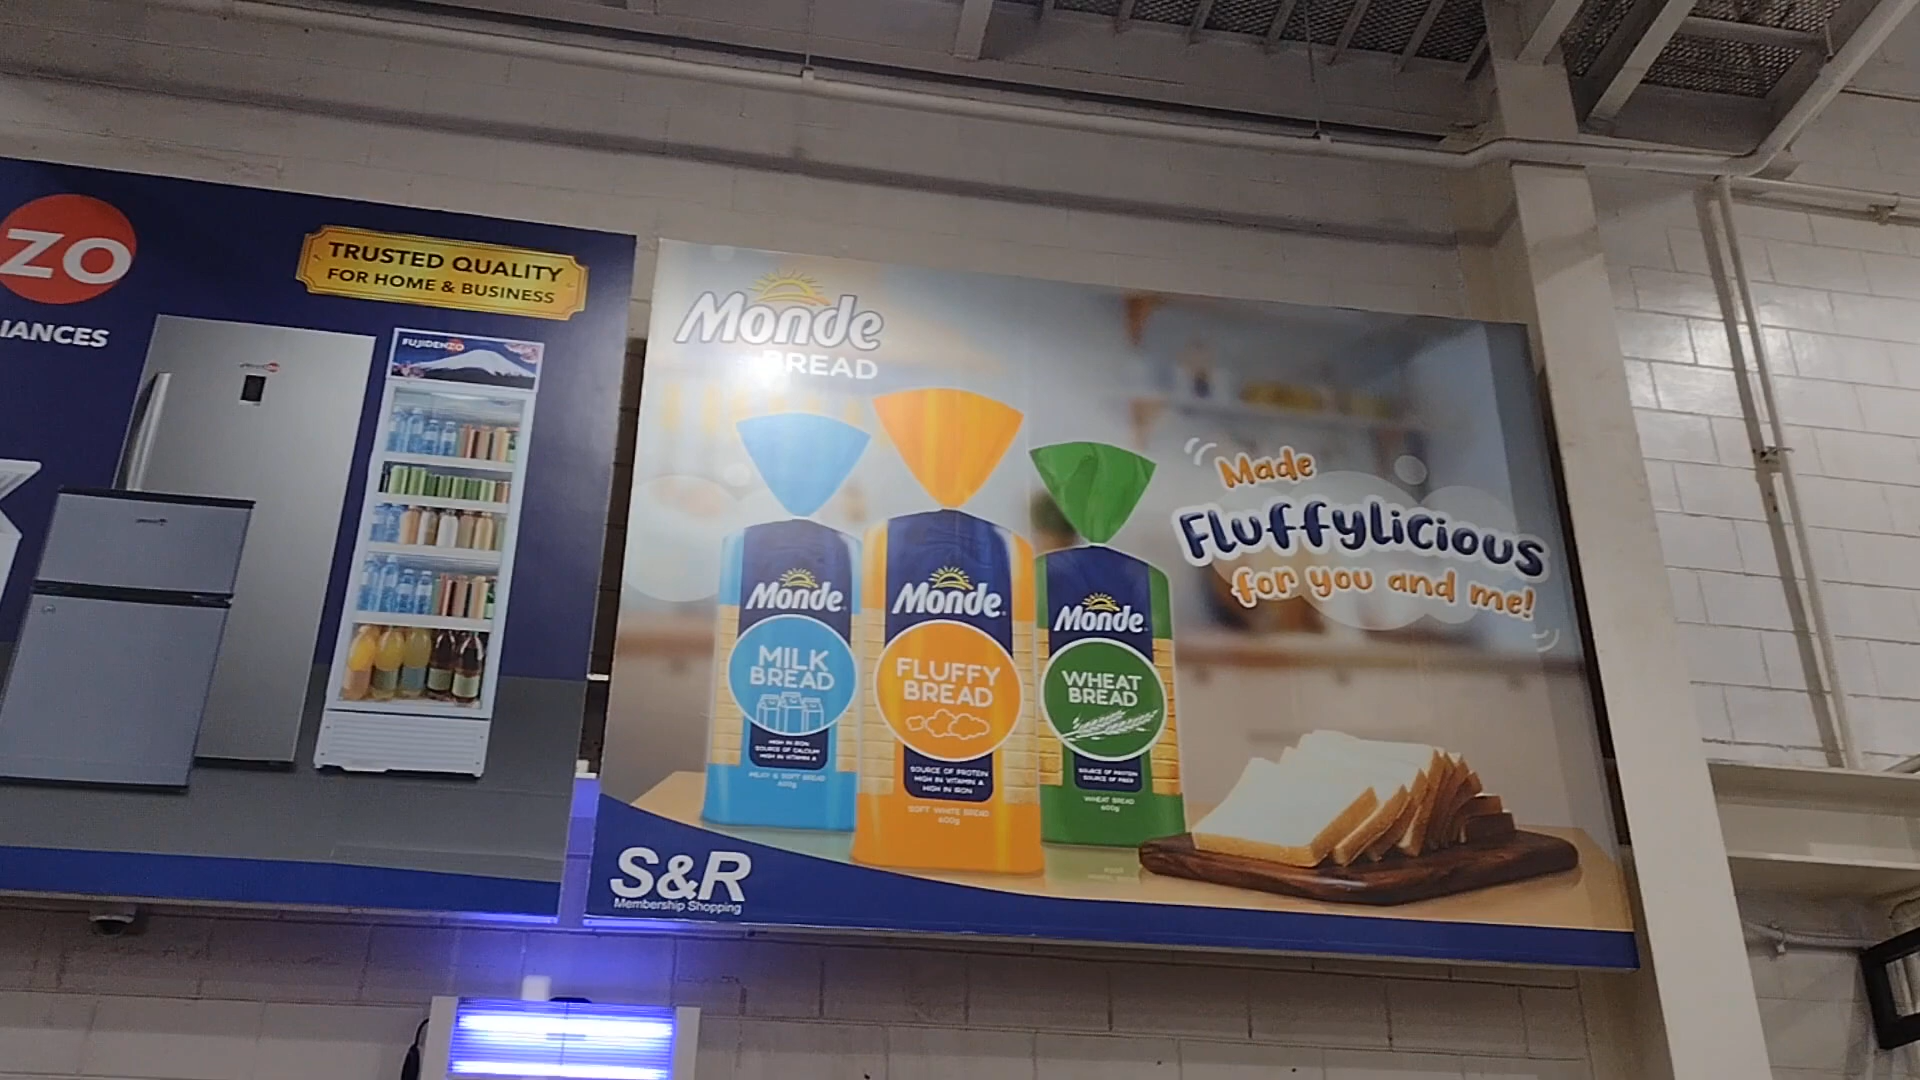 ZO
IANCES
TRUSTED QUALITY
FOR HOME & BUSINESS
FUJIDENZO
Monde
BREAD
Made
Fluffylicious
for you and me!
Monde
MILK
BREAD
HIGH IN IRON
SOURCE OF CALCIUM
HIGH IN VITAMIN A
MILKY & SOFT BREAD
600g
Monde
FLUFFY
BREAD
SOURCE OF PROTEIN
HIGH IN VITAMIN A
HIGH IN IRON
SOFT WHITE BREAD
600g
Monde
WHEAT
BREAD
SOURCE OF PROTEIN
SOURCE OF FIBER
WHEAT BREAD
600g
S&R
Membership Shopping